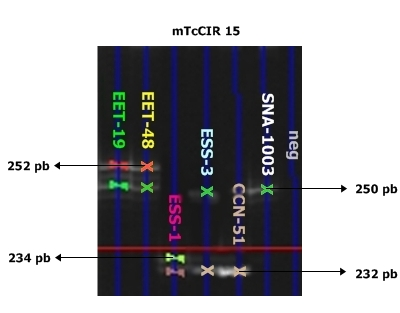 mTcCIR 15
EET-19
EET-48
ESS-1
ESS-3
CCN-51
SNA-1003
neg
252 pb
250 pb
234 pb
232 pb